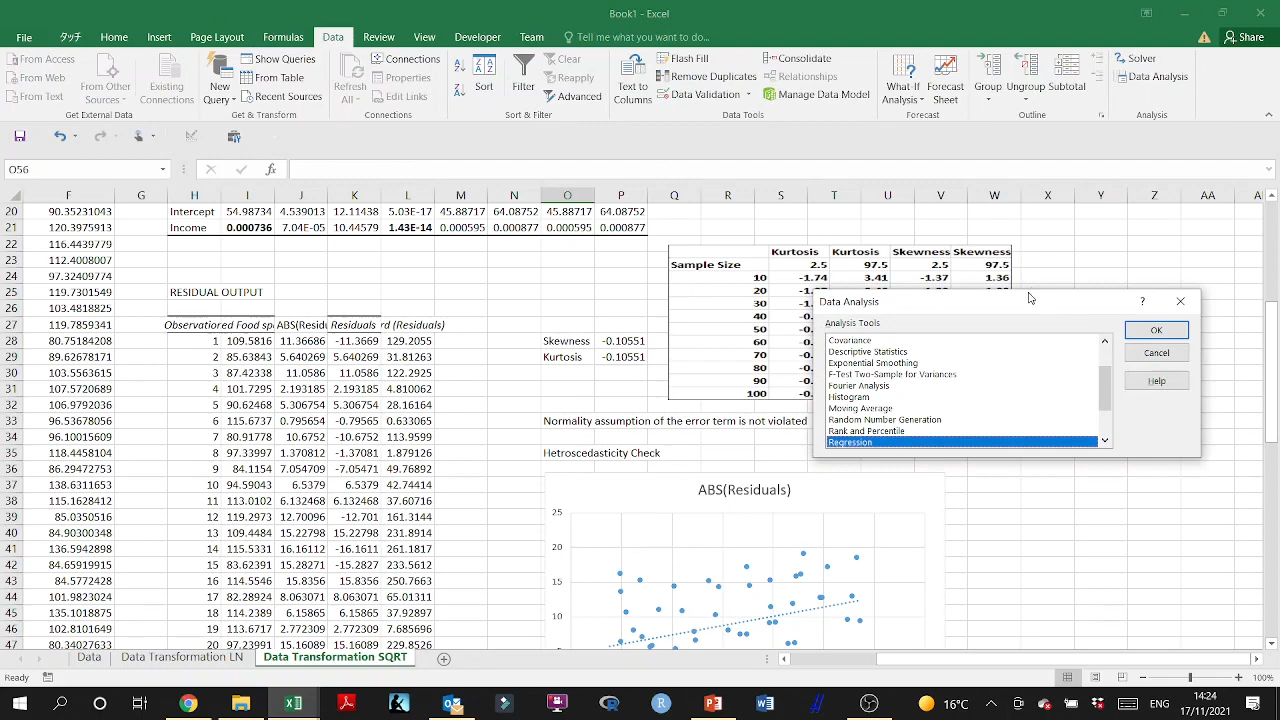 Book1 - Excel
File タッチ Home Insert Page Layout Formulas Data Review View Developer Team Tell me what you want to do... Share
From Access From Web From Text From Other Sources Existing Connections New Query Show Queries From Table Recent Sources Refresh All Connections Properties Edit Links Sort Filter Clear Reapply Advanced Text to Columns Flash Fill Remove Duplicates Data Validation Consolidate Relationships Manage Data Model What-If Analysis Forecast Sheet Group Ungroup Subtotal Solver Data Analysis
Get External Data Get & Transform Connections Sort & Filter Data Tools Forecast Outline Analysis
O56 fx
F G H I J K L M N O P Q R S T U V W X Y Z AA A
20 90.35231043 Intercept 54.98734 4.539013 12.11438 5.03E-17 45.88717 64.08752 45.88717 64.08752
21 120.3975913 Income 0.000736 7.04E-05 10.44579 1.43E-14 0.000595 0.000877 0.000595 0.000877
22 116.4439779
23 112.4008007
24 97.32409774
25 119.7301549 RESIDUAL OUTPUT
26 103.4818825
27 119.7859341 Observation red Food sp ABS(Resid Residuals rd (Residuals)
28 80.75184208 1 109.5816 11.36686 -11.3669 129.2055 Skewness -0.10551
29 89.62678171 2 85.63843 5.640269 5.640269 31.81263 Kurtosis -0.10551
30 103.5563615 3 87.42338 11.0586 11.0586 122.2925
31 107.5720689 4 101.7295 2.193185 2.193185 4.810062
32 106.9792036 5 90.62468 5.306754 5.306754 28.16164
33 96.53678056 6 115.6737 0.795654 -0.79565 0.633065 Normality assumption of the error term is not violated
34 96.10015609 7 80.91778 10.6752 -10.6752 113.9599
35 118.4458104 8 97.33997 1.370812 -1.37081 1.879126 Hetroscedasticity Check
36 86.29472753 9 84.1154 7.054709 -7.05471 49.76892
37 138.6311653 10 94.59043 6.5379 6.5379 42.74414
38 115.1628412 11 113.0102 6.132468 6.132468 37.60716
39 85.0350516 12 119.2973 12.70096 -12.701 161.3144
40 84.90300348 13 109.4484 15.22798 15.22798 231.8914
41 136.5942898 14 115.5331 16.16112 -16.1611 261.1817
42 84.65919915 15 83.62391 15.28271 -15.2827 233.5612
43 84.5772428 16 114.5546 15.8356 15.8356 250.7663
44 101.9823024 17 82.28924 8.063071 8.063071 65.01311
45 135.1018875 18 114.2389 6.15865 6.15865 37.92897
46 102.8101649 19 113.6717 2.772309 2.772309 7.685696
47 80.34027633 20 97.23991 15.16089 15.16089 229.8526
Kurtosis Kurtosis Skewness Skewness
Sample Size 2.5 97.5 2.5 97.5
10 -1.74 3.41 -1.37 1.36
20
30
40
50
60
70
80
90
100
Data Analysis ?
Analysis Tools
Covariance
Descriptive Statistics
Exponential Smoothing
F-Test Two-Sample for Variances
Fourier Analysis
Histogram
Moving Average
Random Number Generation
Rank and Percentile
Regression
OK
Cancel
Help
ABS(Residuals)
25
20
15
10
Data Data Transformation LN Data Transformation SQRT
Ready 100%
16°C 14:24
17/11/2021